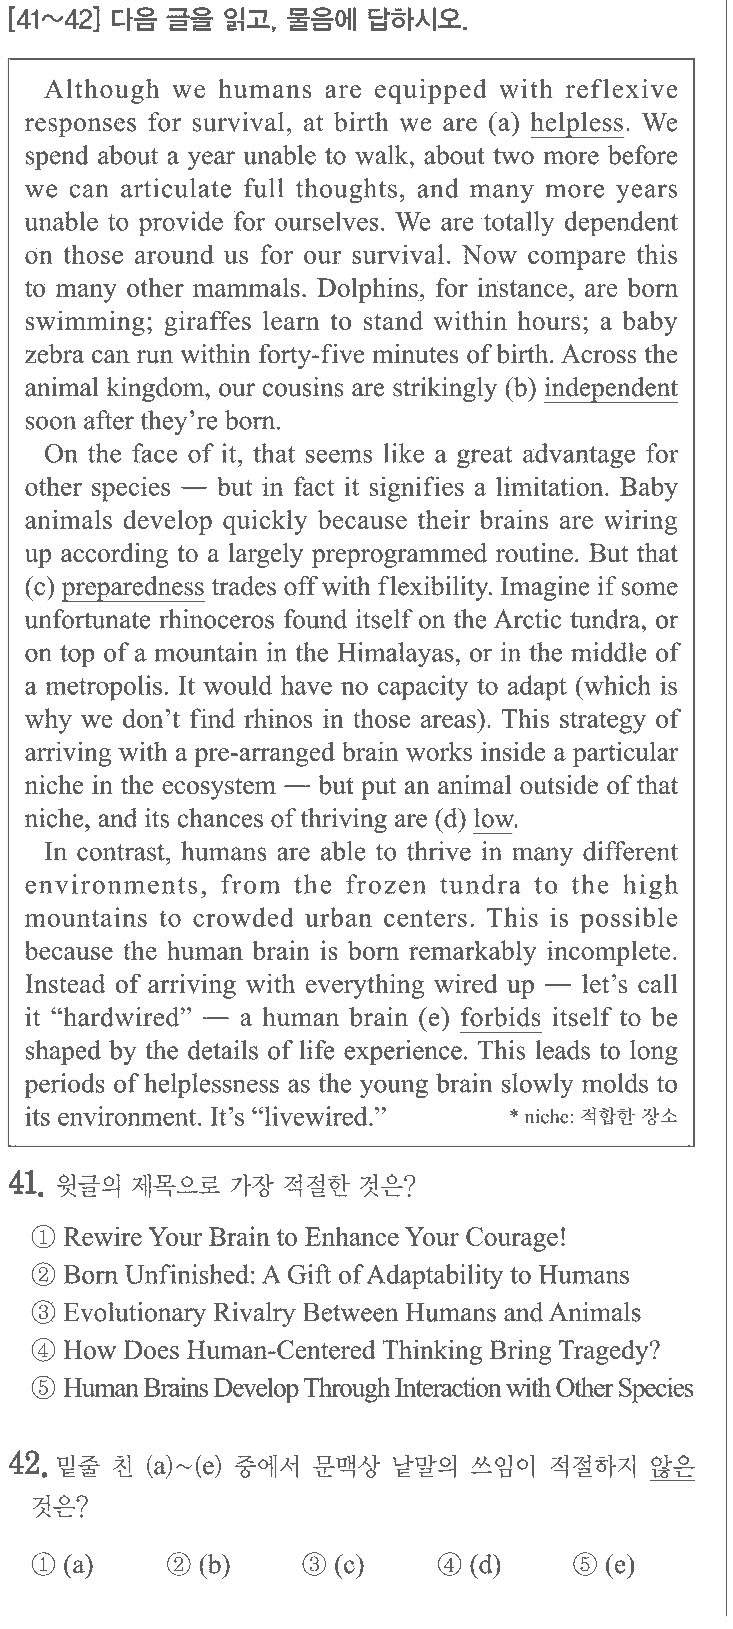 [41~42] 다음 글을 읽고, 물음에 답하시오.
Although we humans are equipped with reflexive
responses for survival, at birth we are (a) helpless. We
spend about a year unable to walk, about two more before
we can articulate full thoughts, and many more years
unable to provide for ourselves. We are totally dependent
on those around us for our survival. Now compare this
to many other mammals. Dolphins, for instance, are born
swimming; giraffes learn to stand within hours; a baby
zebra can run within forty-five minutes of birth. Across the
animal kingdom, our cousins are strikingly (b) independent
soon after they're born.
On the face of it, that seems like a great advantage for
other species — but in fact it signifies a limitation. Baby
animals develop quickly because their brains are wiring
up according to a largely preprogrammed routine. But that
(c) preparedness trades off with flexibility. Imagine if some
unfortunate rhinoceros found itself on the Arctic tundra, or
on top of a mountain in the Himalayas, or in the middle of
a metropolis. It would have no capacity to adapt (which is
why we don't find rhinos in those areas). This strategy of
arriving with a pre-arranged brain works inside a particular
niche in the ecosystem — but put an animal outside of that
niche, and its chances of thriving are (d) low.
In contrast, humans are able to thrive in many different
environments, from the frozen tundra to the high
mountains to crowded urban centers. This is possible
because the human brain is born remarkably incomplete.
Instead of arriving with everything wired up — let's call
it “hardwired” — a human brain (e) forbids itself to be
shaped by the details of life experience. This leads to long
periods of helplessness as the young brain slowly molds to
its environment. It's “livewired.” * niche: 적합한 장소
41. 윗글의 제목으로 가장 적절한 것은?
① Rewire Your Brain to Enhance Your Courage!
② Born Unfinished: A Gift of Adaptability to Humans
③ Evolutionary Rivalry Between Humans and Animals
④ How Does Human-Centered Thinking Bring Tragedy?
⑤ Human Brains Develop Through Interaction with Other Species
42. 밑줄 친 (a)~(e) 중에서 문맥상 낱말의 쓰임이 적절하지 않은
것은?
① (a) ② (b) ③ (c) ④ (d) ⑤ (e)